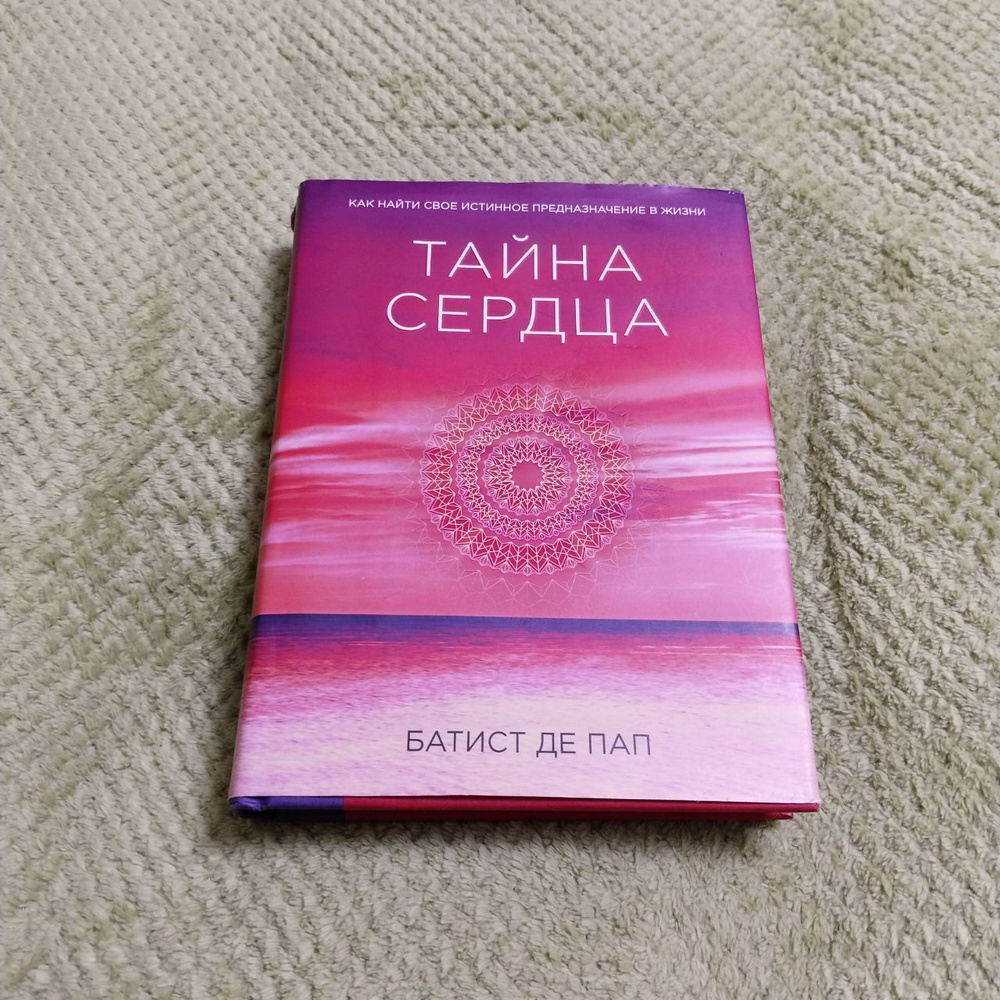 КАК НАЙТИ СВОЕ ИСТИННОЕ ПРЕДНАЗНАЧЕНИЕ В ЖИЗНИ
ТАЙНА
СЕРДЦА
БАТИСТ ДЕ ПАП